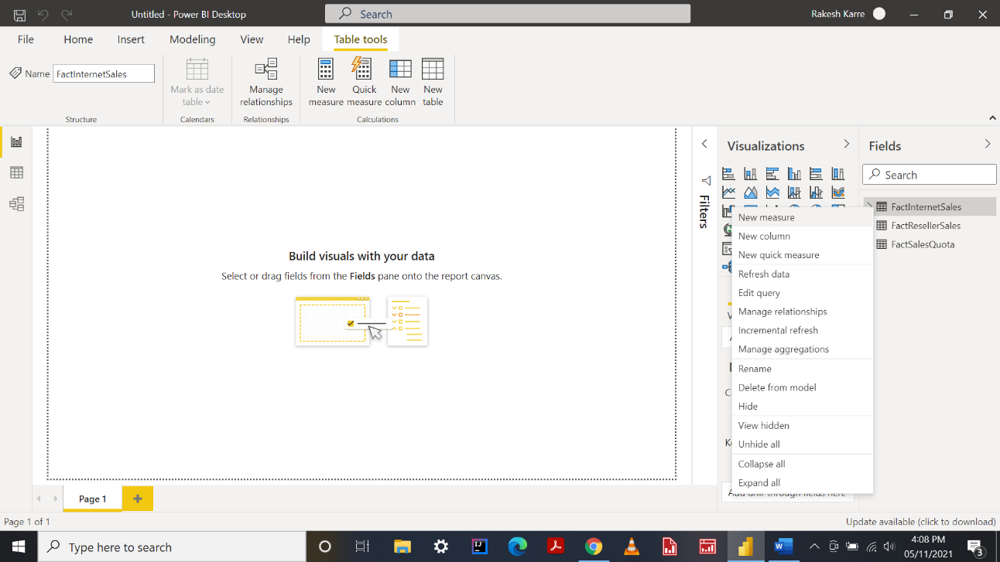 Untitled - Power BI Desktop
Search
Rakesh Karre
File
Home
Insert
Modeling
View
Help
Table tools
Name
FactInternetSales
Structure
Mark as date
table
Calendars
Manage
relationships
Relationships
New
measure
Quick
measure
New
column
New
table
Calculations
Build visuals with your data
Select or drag fields from the Fields pane onto the report canvas.
Filters
Visualizations
New measure
New column
New quick measure
Refresh data
Edit query
Manage relationships
Incremental refresh
Manage aggregations
Rename
Delete from model
Hide
View hidden
Unhide all
Collapse all
Expand all
Add drill-through fields here
Fields
Search
FactInternetSales
FactResellerSales
FactSalesQuota
Page 1
Page 1 of 1
Update available (click to download)
Type here to search
4:08 PM
05/11/2021
3